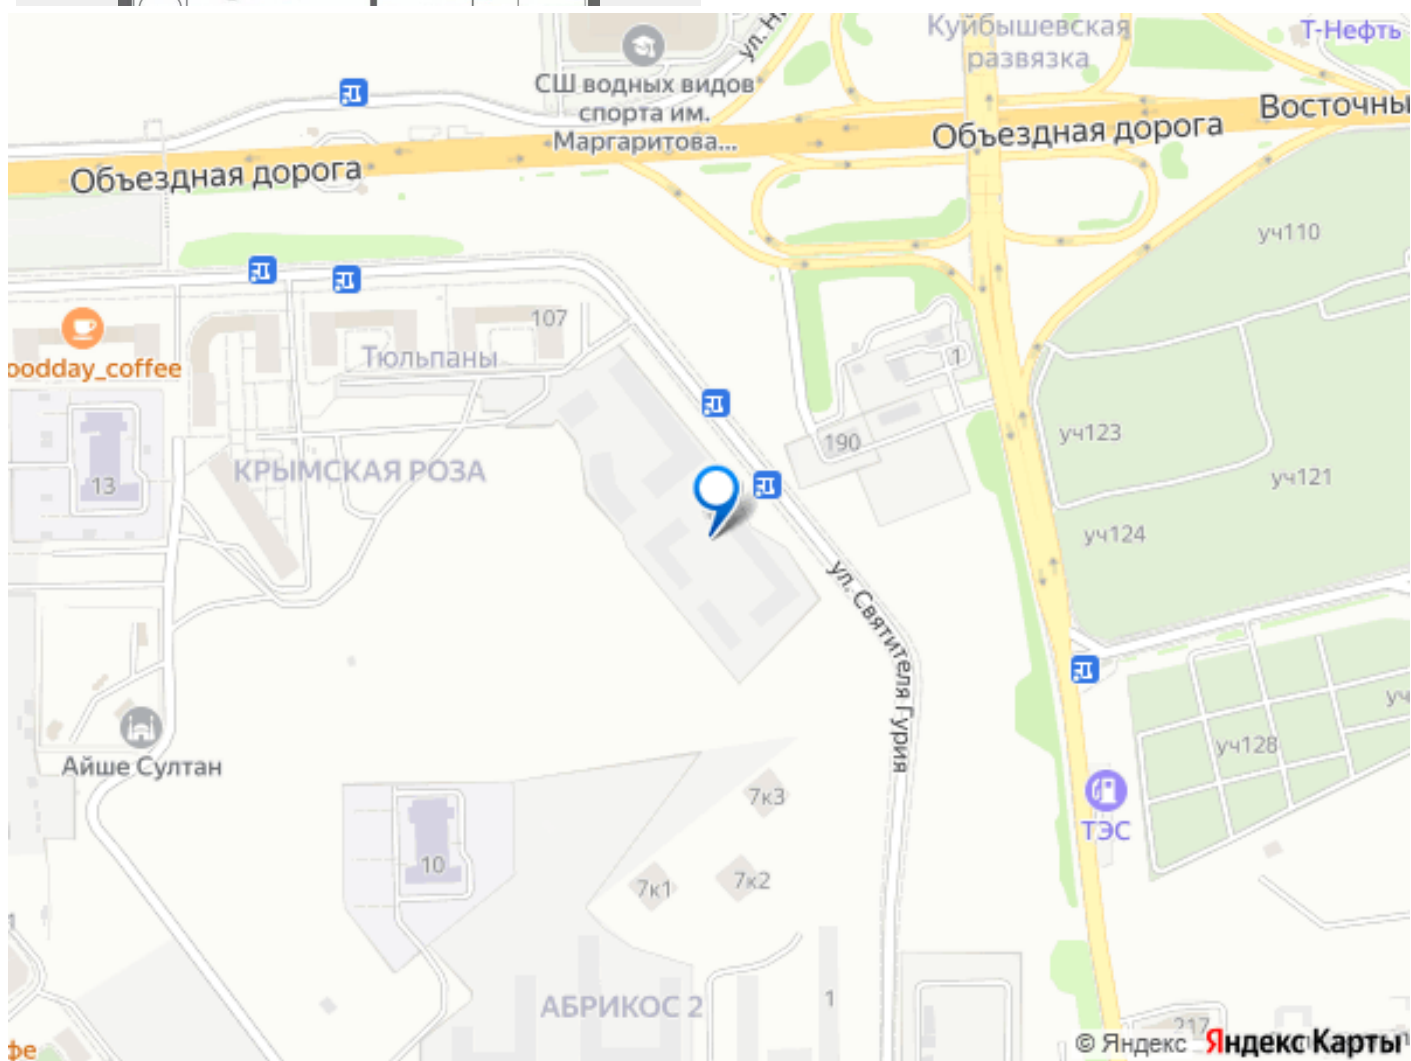 Куйбышевская
развязка
Т-Нефть
СШ водных видов
спорта им.
Маргаритова...
Объездная дорога
Объездная дорога
уч110
107
Тюльпаны
1
190
уч123
13
КРЫМСКАЯ РОЗА
уч121
уч124
ул. Святителя Гурия
Айше Султан
уч128
7к3
ТЭС
10
7к1
7к2
АБРИКОС 2
1
217
© Яндекс Яндекс Карты